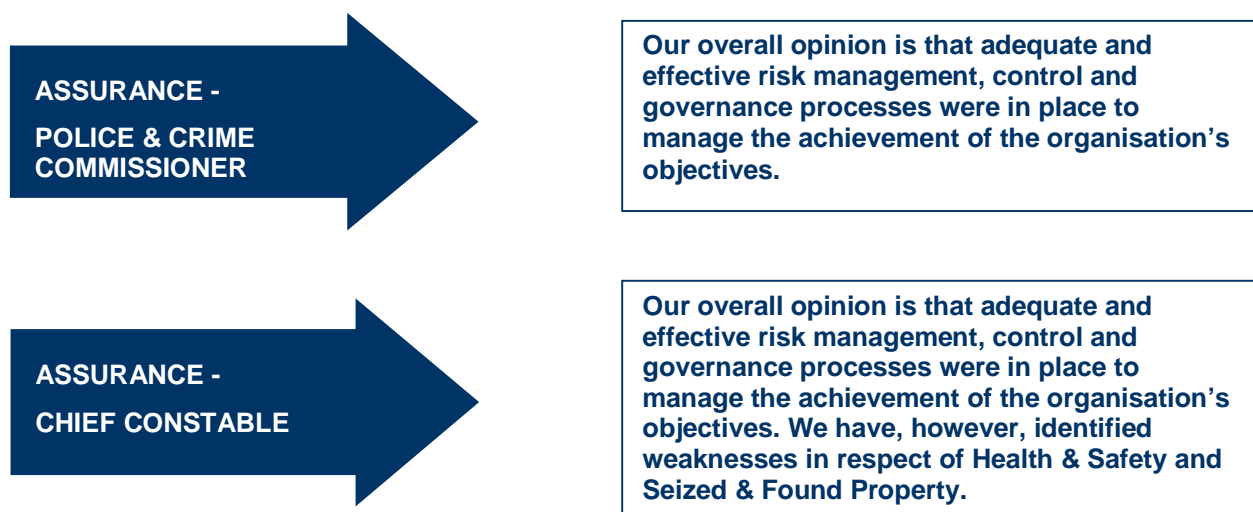 ASSURANCE -
POLICE & CRIME
COMMISSIONER
Our overall opinion is that adequate and
effective risk management, control and
governance processes were in place to
manage the achievement of the organisation's
objectives.
ASSURANCE -
CHIEF CONSTABLE
Our overall opinion is that adequate and
effective risk management, control and
governance processes were in place to
manage the achievement of the organisation's
objectives. We have, however, identified
weaknesses in respect of Health & Safety and
Seized & Found Property.